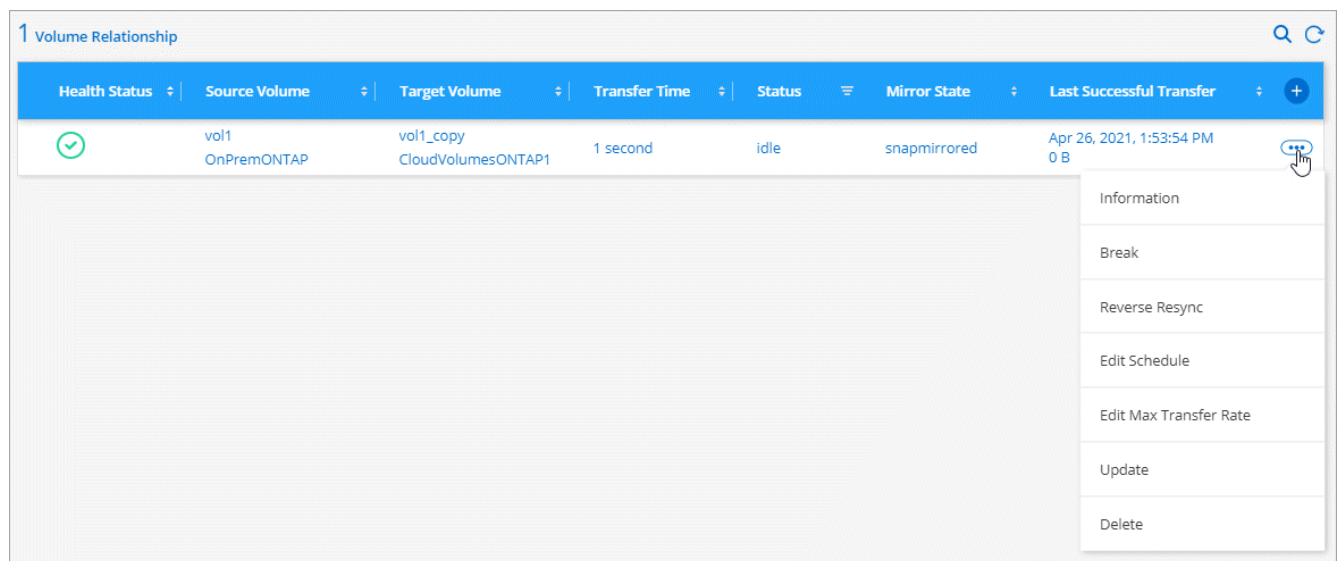 1 Volume Relationship
Health Status Source Volume Target Volume Transfer Time Status Mirror State Last Successful Transfer
vol1 vol1_copy Apr 26, 2021, 1:53:54 PM
OnPremONTAP CloudVolumesONTAP1 1 second idle snapmirrored 0 B
Information
Break
Reverse Resync
Edit Schedule
Edit Max Transfer Rate
Update
Delete